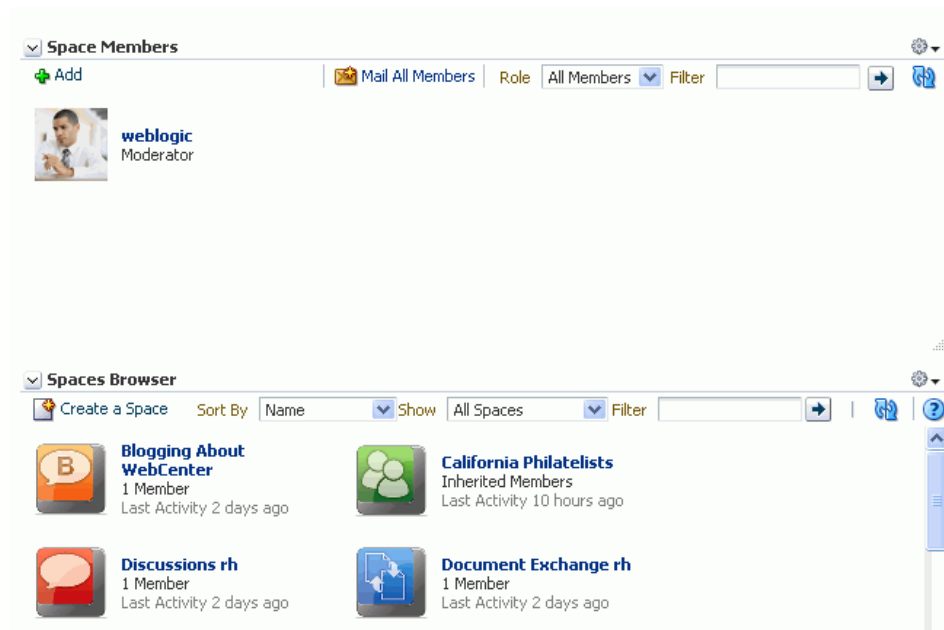 Space Members
Add
Mail All Members
Role
All Members
Filter
weblogic
Moderator
Spaces Browser
Create a Space
Sort By
Name
Show
All Spaces
Filter
?
B
Blogging About
WebCenter
1 Member
Last Activity 2 days ago
California Philatelists
Inherited Members
Last Activity 10 hours ago
Discussions rh
1 Member
Last Activity 2 days ago
Document Exchange rh
1 Member
Last Activity 2 days ago